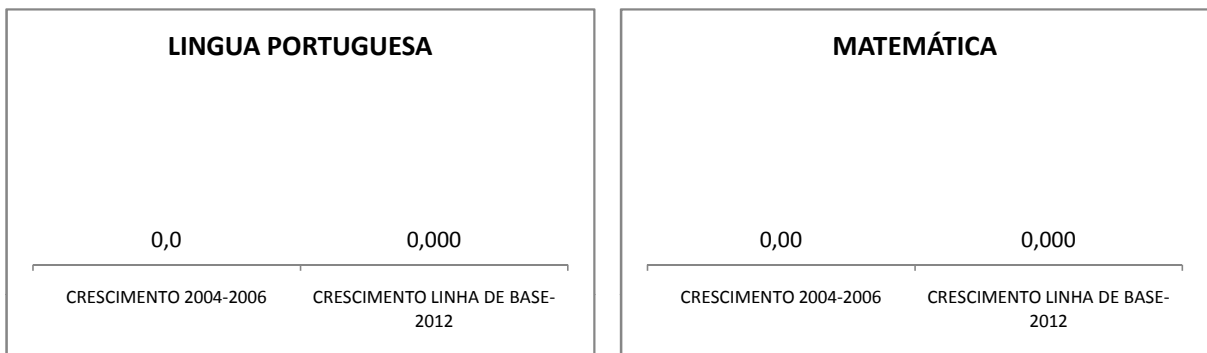 LINGUA PORTUGUESA
0,0
0,000
CRESCIMENTO 2004-2006
CRESCIMENTO LINHA DE BASE-
2012
MATEMÁTICA
0,00
0,000
CRESCIMENTO 2004-2006
CRESCIMENTO LINHA DE BASE-
2012